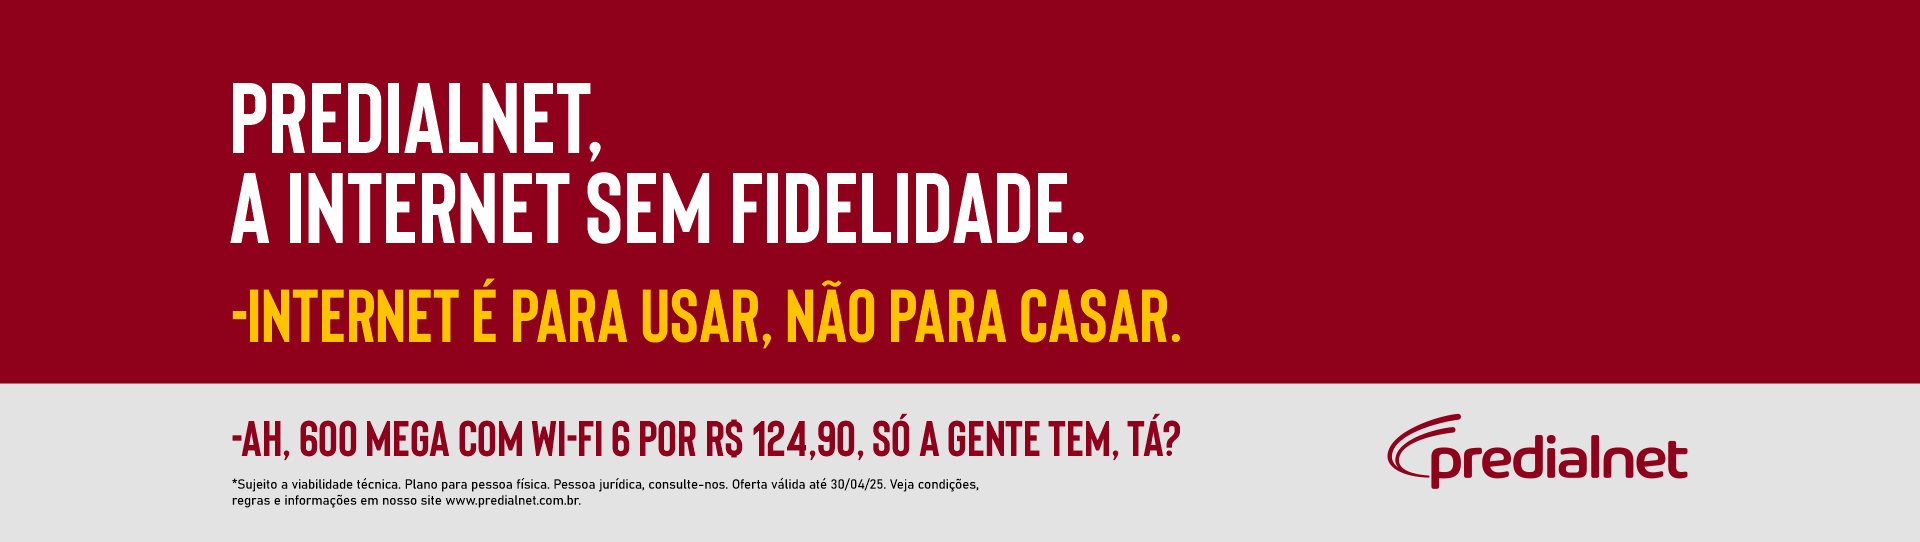 PREDIALNET,
A INTERNET SEM FIDELIDADE.
-INTERNET É PARA USAR, NÃO PARA CASAR.
-AH, 600 MEGA COM WI-FI 6 POR R$ 124,90, SÓ A GENTE TEM, TÁ?
*Sujeito a viabilidade técnica. Plano para pessoa física. Pessoa jurídica, consulte-nos. Oferta válida até 30/04/25. Veja condições,
regras e informações em nosso site www.predialnet.com.br.
predialnet